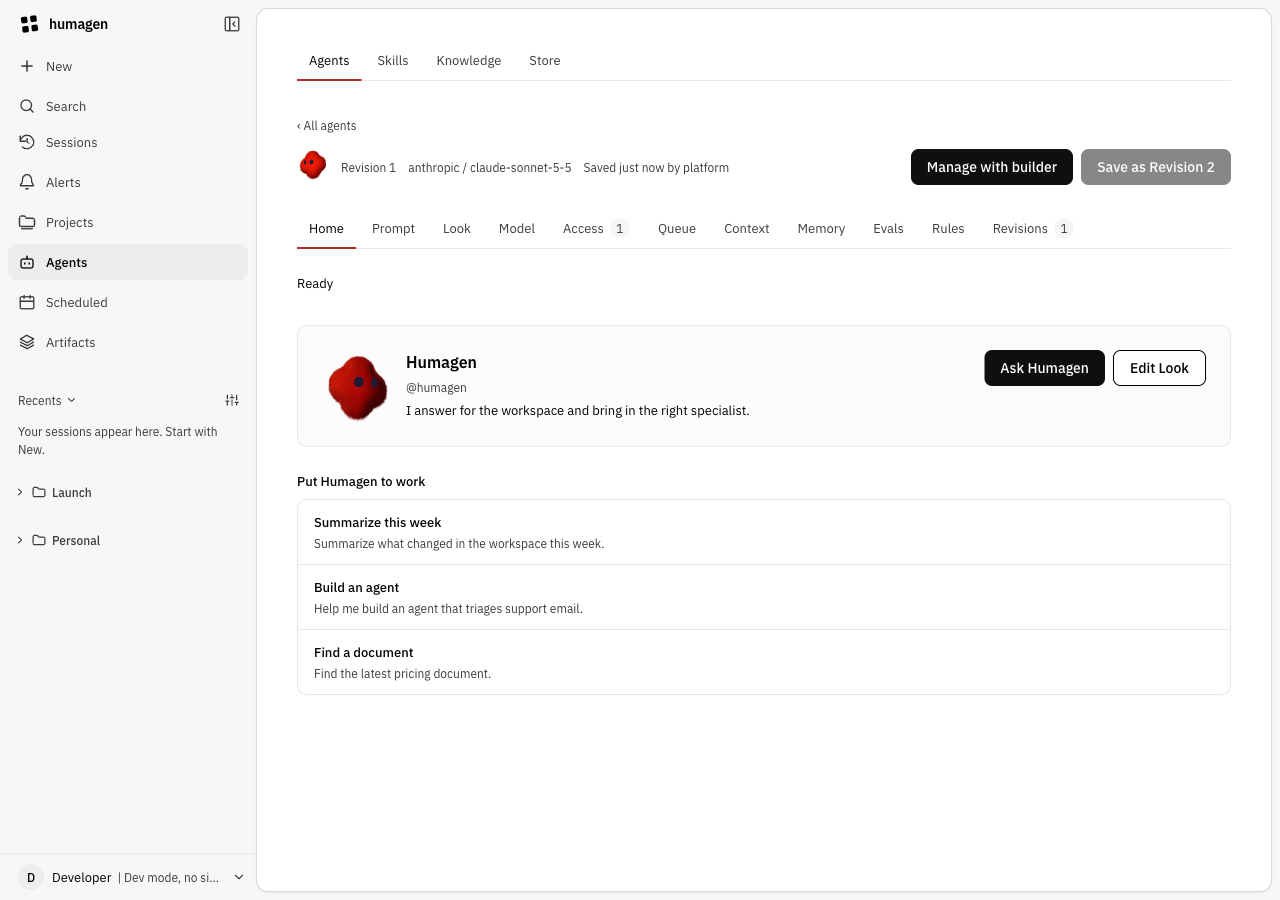 humagen
New
Search
Sessions
Alerts
Projects
Agents
Scheduled
Artifacts
Recents
Your sessions appear here. Start with
New.
Launch
Personal
D Developer | Dev mode, no si...
Agents Skills Knowledge Store
‹ All agents
Revision 1 anthropic / claude-sonnet-5-5 Saved just now by platform
Manage with builder Save as Revision 2
Home Prompt Look Model Access 1 Queue Context Memory Evals Rules Revisions 1
Ready
Humagen
@humagen
I answer for the workspace and bring in the right specialist.
Ask Humagen Edit Look
Put Humagen to work
Summarize this week
Summarize what changed in the workspace this week.
Build an agent
Help me build an agent that triages support email.
Find a document
Find the latest pricing document.